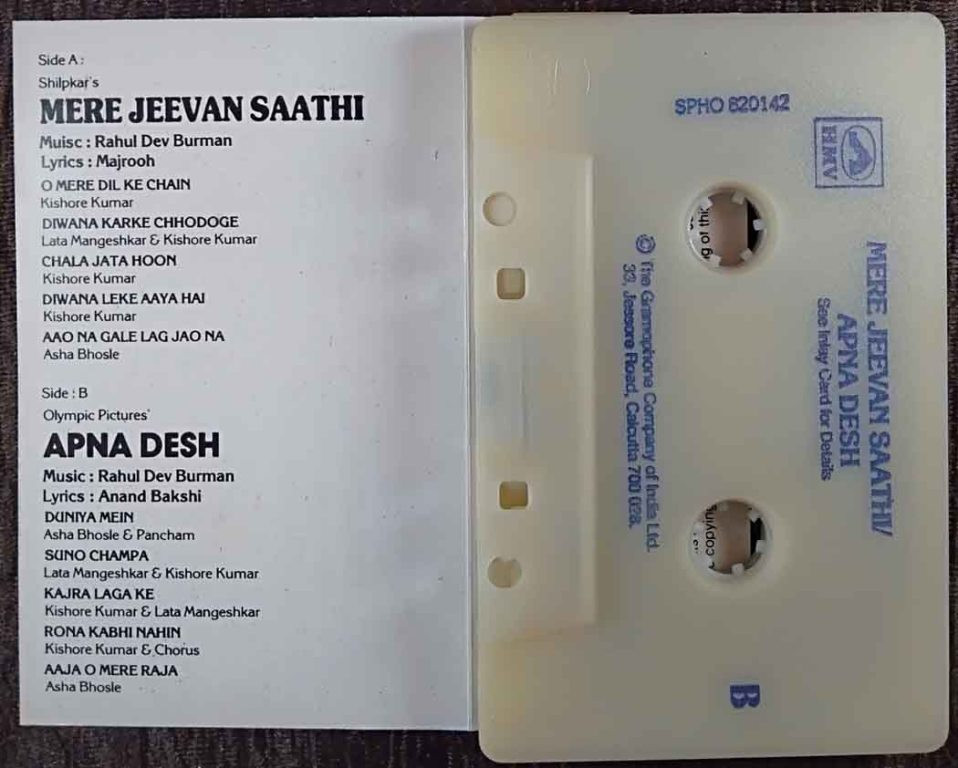 Side A :
Shilpkar's
MERE JEEVAN SAATHI
Muisc : Rahul Dev Burman
Lyrics : Majrooh
O MERE DIL KE CHAIN
Kishore Kumar
DIWANA KARKE CHHODOGE
Lata Mangeshkar & Kishore Kumar
CHALA JATA HOON
Kishore Kumar
DIWANA LEKE AAYA HAI
Kishore Kumar
AAO NA GALE LAG JAO NA
Asha Bhosle
Side : B
Olympic Pictures'
APNA DESH
Music : Rahul Dev Burman
Lyrics : Anand Bakshi
DUNIYA MEIN
Asha Bhosle & Pancham
SUNO CHAMPA
Lata Mangeshkar & Kishore Kumar
KAJRA LAGA KE
Kishore Kumar & Lata Mangeshkar
RONA KABHI NAHIN
Kishore Kumar & Chorus
AAJA O MERE RAJA
Asha Bhosle
SPHO 820142
HMV
MERE JEEVAN SAATHI/
APNA DESH
See Inlay Card for Details
© The Gramophone Company of India Ltd.
33, Jessore Road, Calcutta 700 028.
B